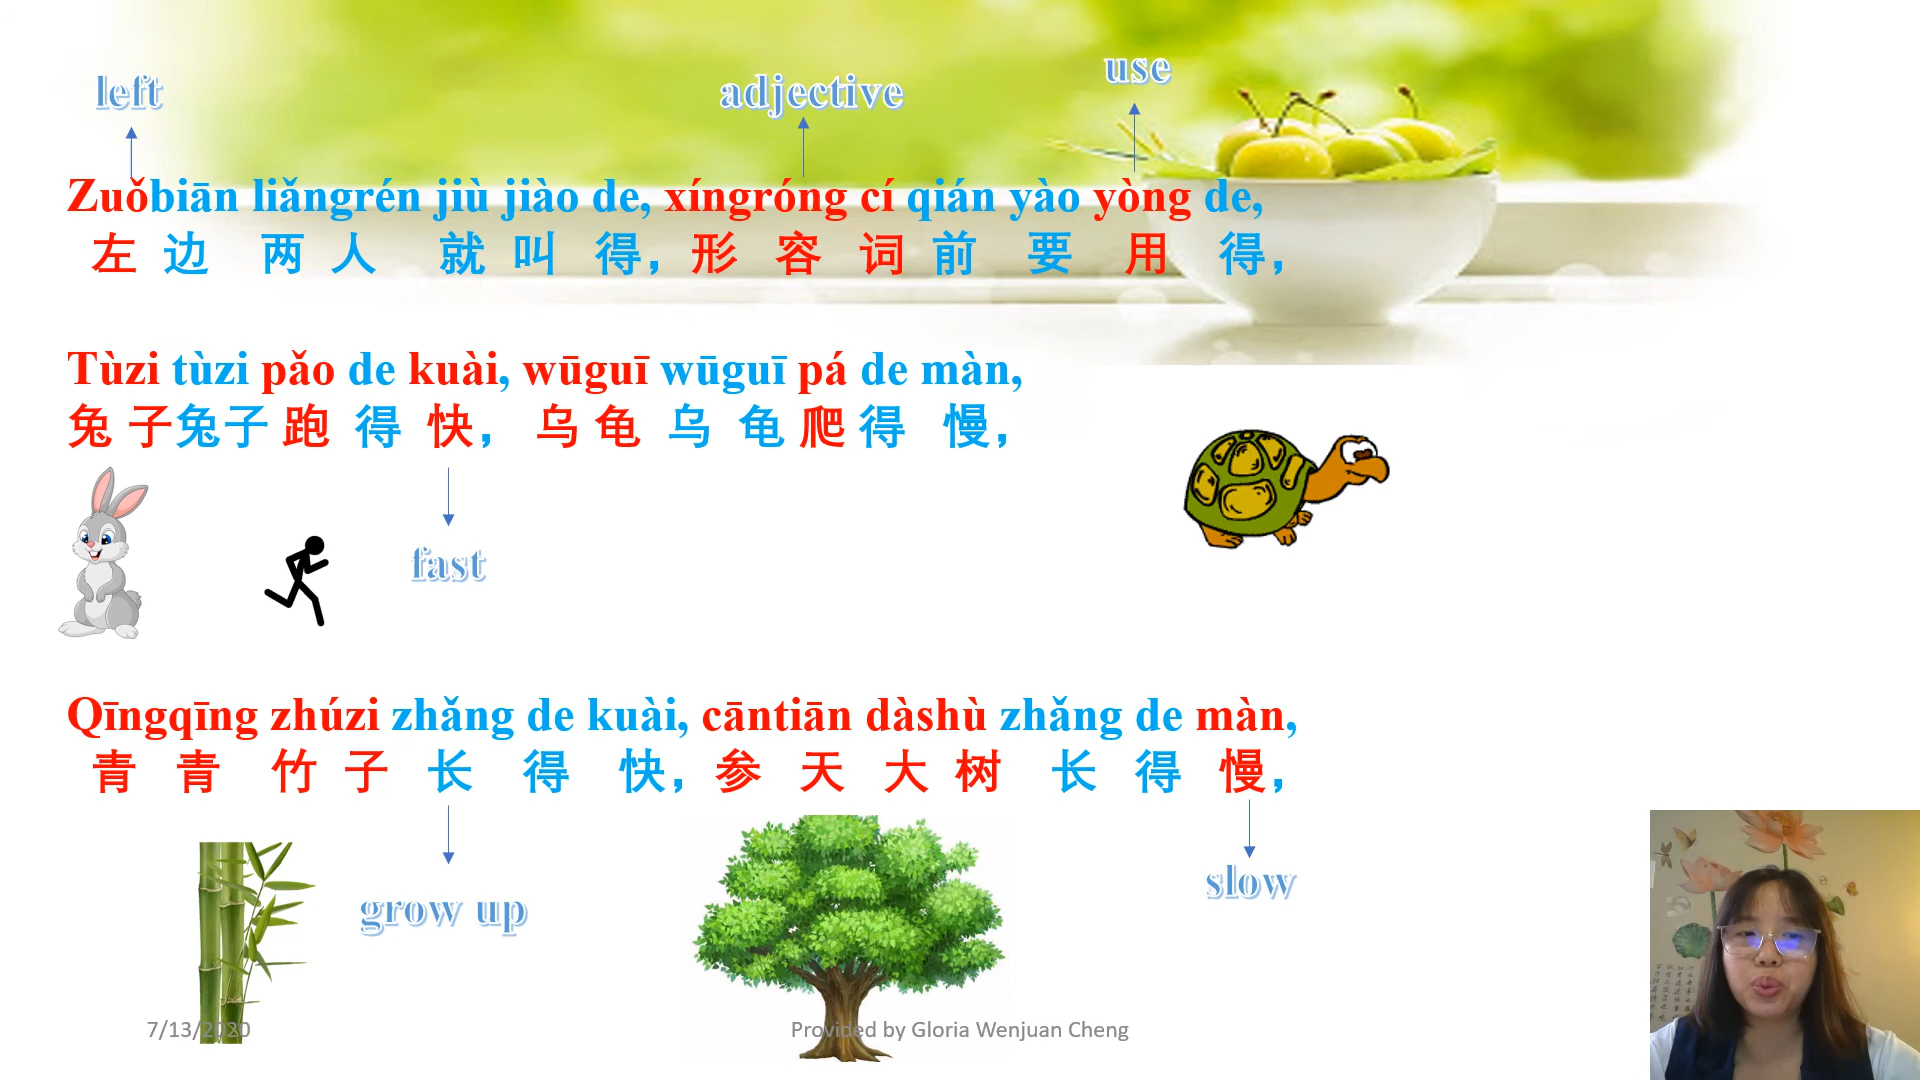 left
adjective
use
Zuǒbiān liǎngrén jiù jiào de, xíngróng cí qián yào yòng de,
左 边 两 人 就 叫 得，形 容 词 前 要 用 得，
Tùzi tùzi pǎo de kuài, wūguī wūguī pá de màn,
兔 子兔子 跑 得 快， 乌 龟 乌 龟 爬 得 慢，
fast
Qīngqīng zhúzi zhǎng de kuài, cāntiān dàshù zhǎng de màn,
青 青 竹 子 长 得 快，参 天 大 树 长 得 慢，
grow up
slow
7/13/2020
Provided by Gloria Wenjuan Cheng